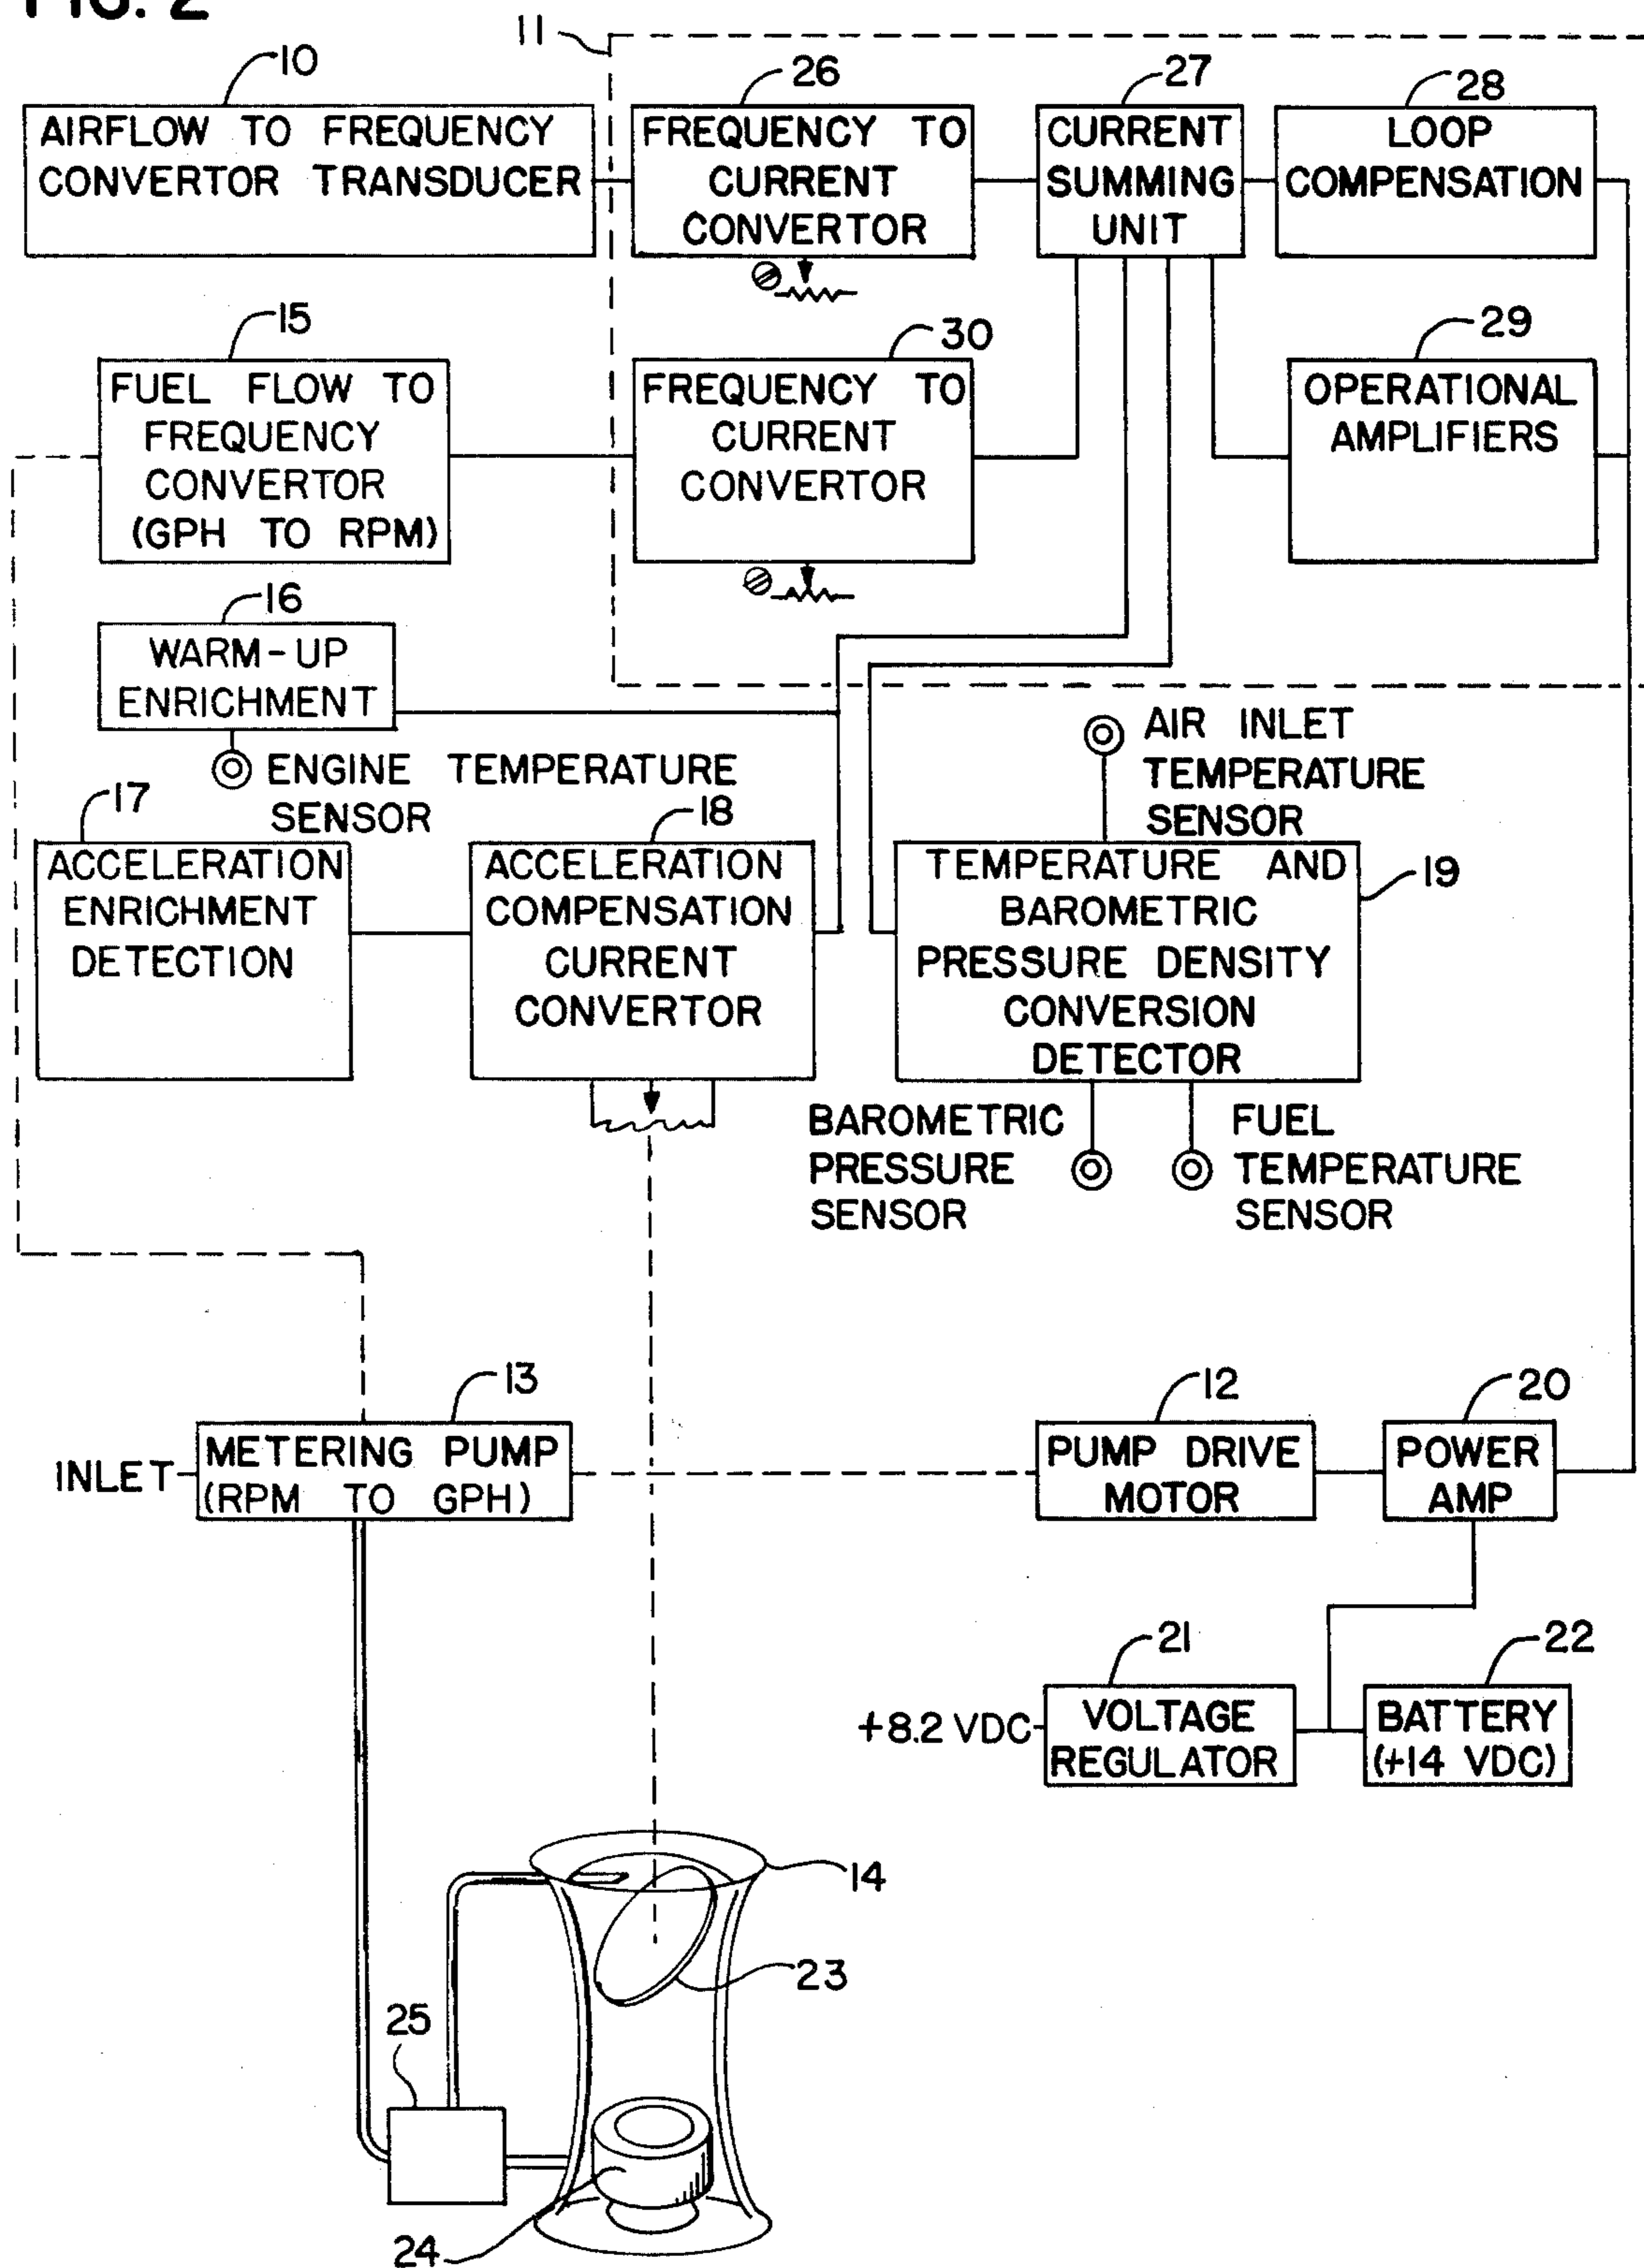 FIG. 2
11
10
26
27
28
AIRFLOW TO FREQUENCY
CONVERTOR TRANSDUCER
FREQUENCY TO
CURRENT
CONVERTOR
CURRENT
SUMMING
UNIT
LOOP
COMPENSATION
15
30
29
FUEL FLOW TO
FREQUENCY
CONVERTOR
(GPH TO RPM)
FREQUENCY TO
CURRENT
CONVERTOR
OPERATIONAL
AMPLIFIERS
16
WARM-UP
ENRICHMENT
ENGINE TEMPERATURE
SENSOR
AIR INLET
TEMPERATURE
SENSOR
17
18
19
ACCELERATION
ENRICHMENT
DETECTION
ACCELERATION
COMPENSATION
CURRENT
CONVERTOR
TEMPERATURE AND
BAROMETRIC
PRESSURE DENSITY
CONVERSION
DETECTOR
BAROMETRIC
PRESSURE
SENSOR
FUEL
TEMPERATURE
SENSOR
13
12
20
INLET
METERING PUMP
(RPM TO GPH)
PUMP DRIVE
MOTOR
POWER
AMP
21
22
+8.2 VDC
VOLTAGE
REGULATOR
BATTERY
(+14 VDC)
14
23
25
24